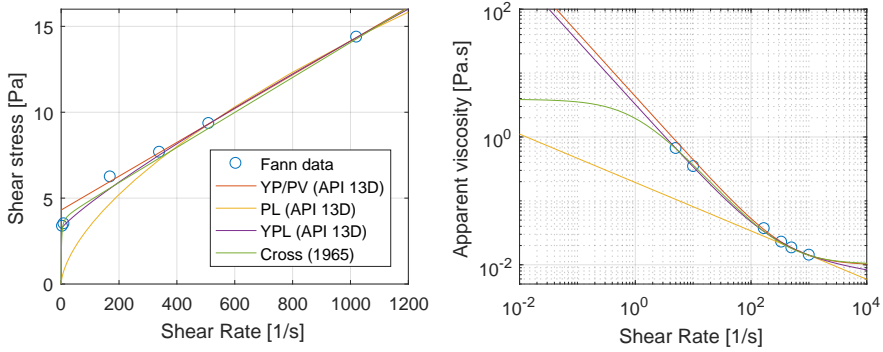 15
10
5
0
0
200
400
600
800
1000
1200
Shear stress [Pa]
Shear Rate [1/s]
Fann data
YP/PV (API 13D)
PL (API 13D)
YPL (API 13D)
Cross (1965)
10^2
10^0
10^-2
10^-2
10^0
10^2
10^4
Apparent viscosity [Pa.s]
Shear Rate [1/s]